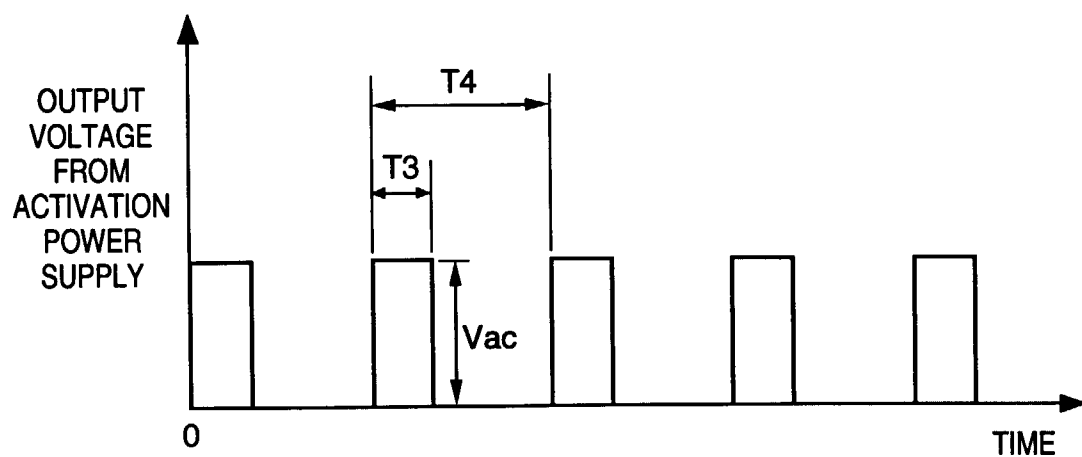 T4
OUTPUT
VOLTAGE
FROM
ACTIVATION
POWER
SUPPLY
T3
Vac
0
TIME